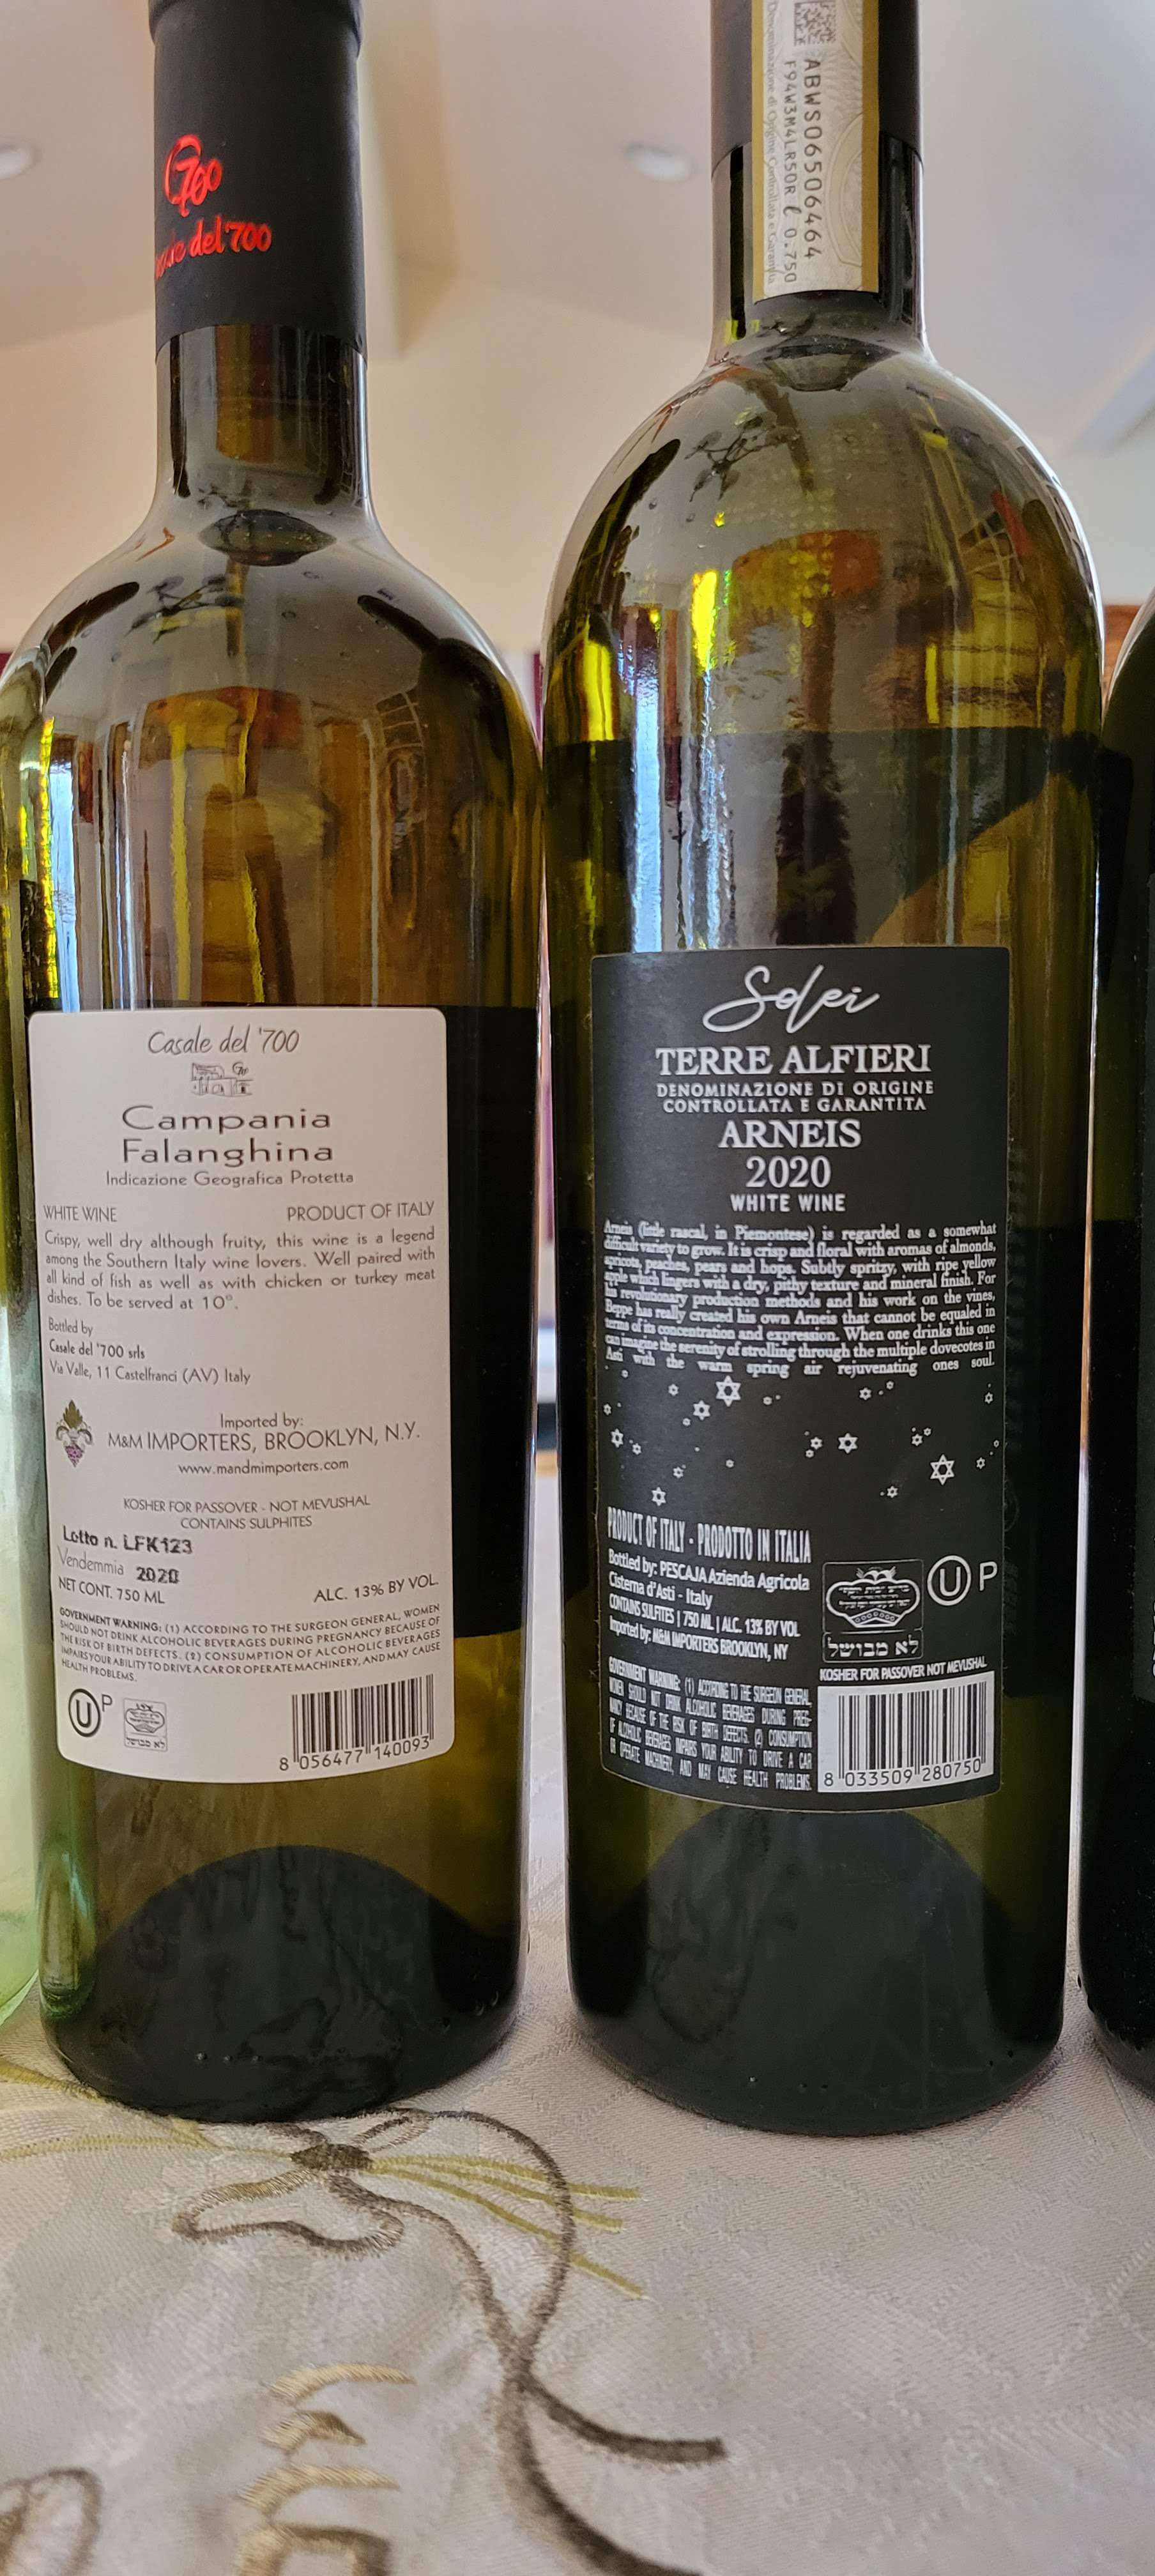 700
del '700
Casale del '700
Campania
Falanghina
Indicazione Geografica Protetta
WHITE WINE PRODUCT OF ITALY
Crispy, well dry although fruity, this wine is a legend
among the Southern Italy wine lovers. Well paired with
all kind of fish as well as with chicken or turkey meat
dishes. To be served at 10°.
Bottled by
Casale del '700 srls
Via Valle, 11 Castelfranci (AV) Italy
Imported by:
M&M IMPORTERS, BROOKLYN, N.Y.
www.mandmimporters.com
KOSHER FOR PASSOVER - NOT MEVUSHAL
CONTAINS SULPHITES
Lotto n. LFK123
Vendemmia 2020
NET CONT. 750 ML ALC. 13% BY VOL.
GOVERNMENT WARNING: (1) ACCORDING TO THE SURGEON GENERAL, WOMEN
SHOULD NOT DRINK ALCOHOLIC BEVERAGES DURING PREGNANCY BECAUSE OF
THE RISK OF BIRTH DEFECTS. (2) CONSUMPTION OF ALCOHOLIC BEVERAGES
IMPAIRS YOUR ABILITY TO DRIVE A CAR OR OPERATE MACHINERY, AND MAY CAUSE
HEALTH PROBLEMS.
U P
לא מבושל
8 056477 140093
ABWS06506464
F94W3M4LR50R ℓ 0.750
Denominazione di Origine Controllata e Garantita
Solei
TERRE ALFIERI
DENOMINAZIONE DI ORIGINE
CONTROLLATA E GARANTITA
ARNEIS
2020
WHITE WINE
Arneis (little rascal, in Piemontese) is regarded as a somewhat
difficult variety to grow. It is crisp and floral with aromas of almonds,
apricots, peaches, pears and hops. Subtly spritzy, with ripe yellow
apple which lingers with a dry, pithy texture and mineral finish. For
his revolutionary production methods and his work on the vines,
Beppe has really created his own Arneis that cannot be equaled in
terms of its concentration and expression. When one drinks this one
can imagine the serenity of strolling through the multiple dovecotes in
Asti with the warm spring air rejuvenating ones soul.
PRODUCT OF ITALY - PRODOTTO IN ITALIA
Bottled by: PESCAJA Azienda Agricola
Cisterna d'Asti - Italy
CONTAINS SULFITES | 750 ML | ALC. 13% BY VOL
Imported by: M&M IMPORTERS BROOKLYN, NY
U P
לא מבושל
KOSHER FOR PASSOVER NOT MEVUSHAL
GOVERNMENT WARNING: (1) ACCORDING TO THE SURGEON GENERAL,
WOMEN SHOULD NOT DRINK ALCOHOLIC BEVERAGES DURING PREG-
NANCY BECAUSE OF THE RISK OF BIRTH DEFECTS. (2) CONSUMPTION
OF ALCOHOLIC BEVERAGES IMPAIRS YOUR ABILITY TO DRIVE A CAR
OR OPERATE MACHINERY, AND MAY CAUSE HEALTH PROBLEMS.
8 033509 280750